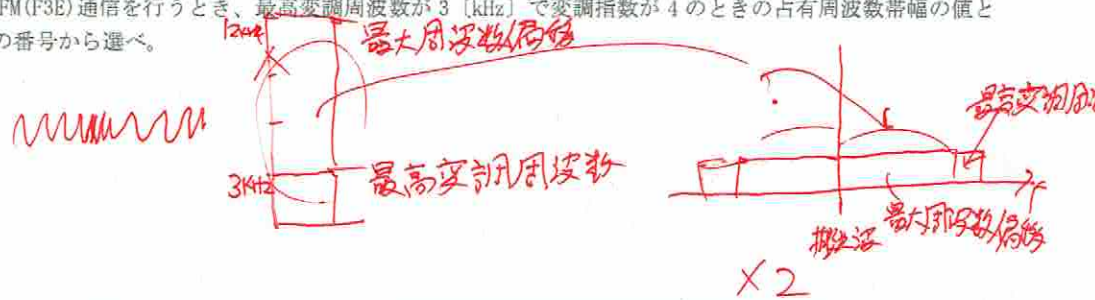 FM(F3E)通信を行うとき、最高変調周波数が 3 〔kHz〕で変調指数が 4 のときの占有周波数帯幅の値と
の番号から選べ。
12kHz
最大周波数偏移
最高変調周
3kHz
最高変調周波数
搬送波
最大周波数偏移
f
×2